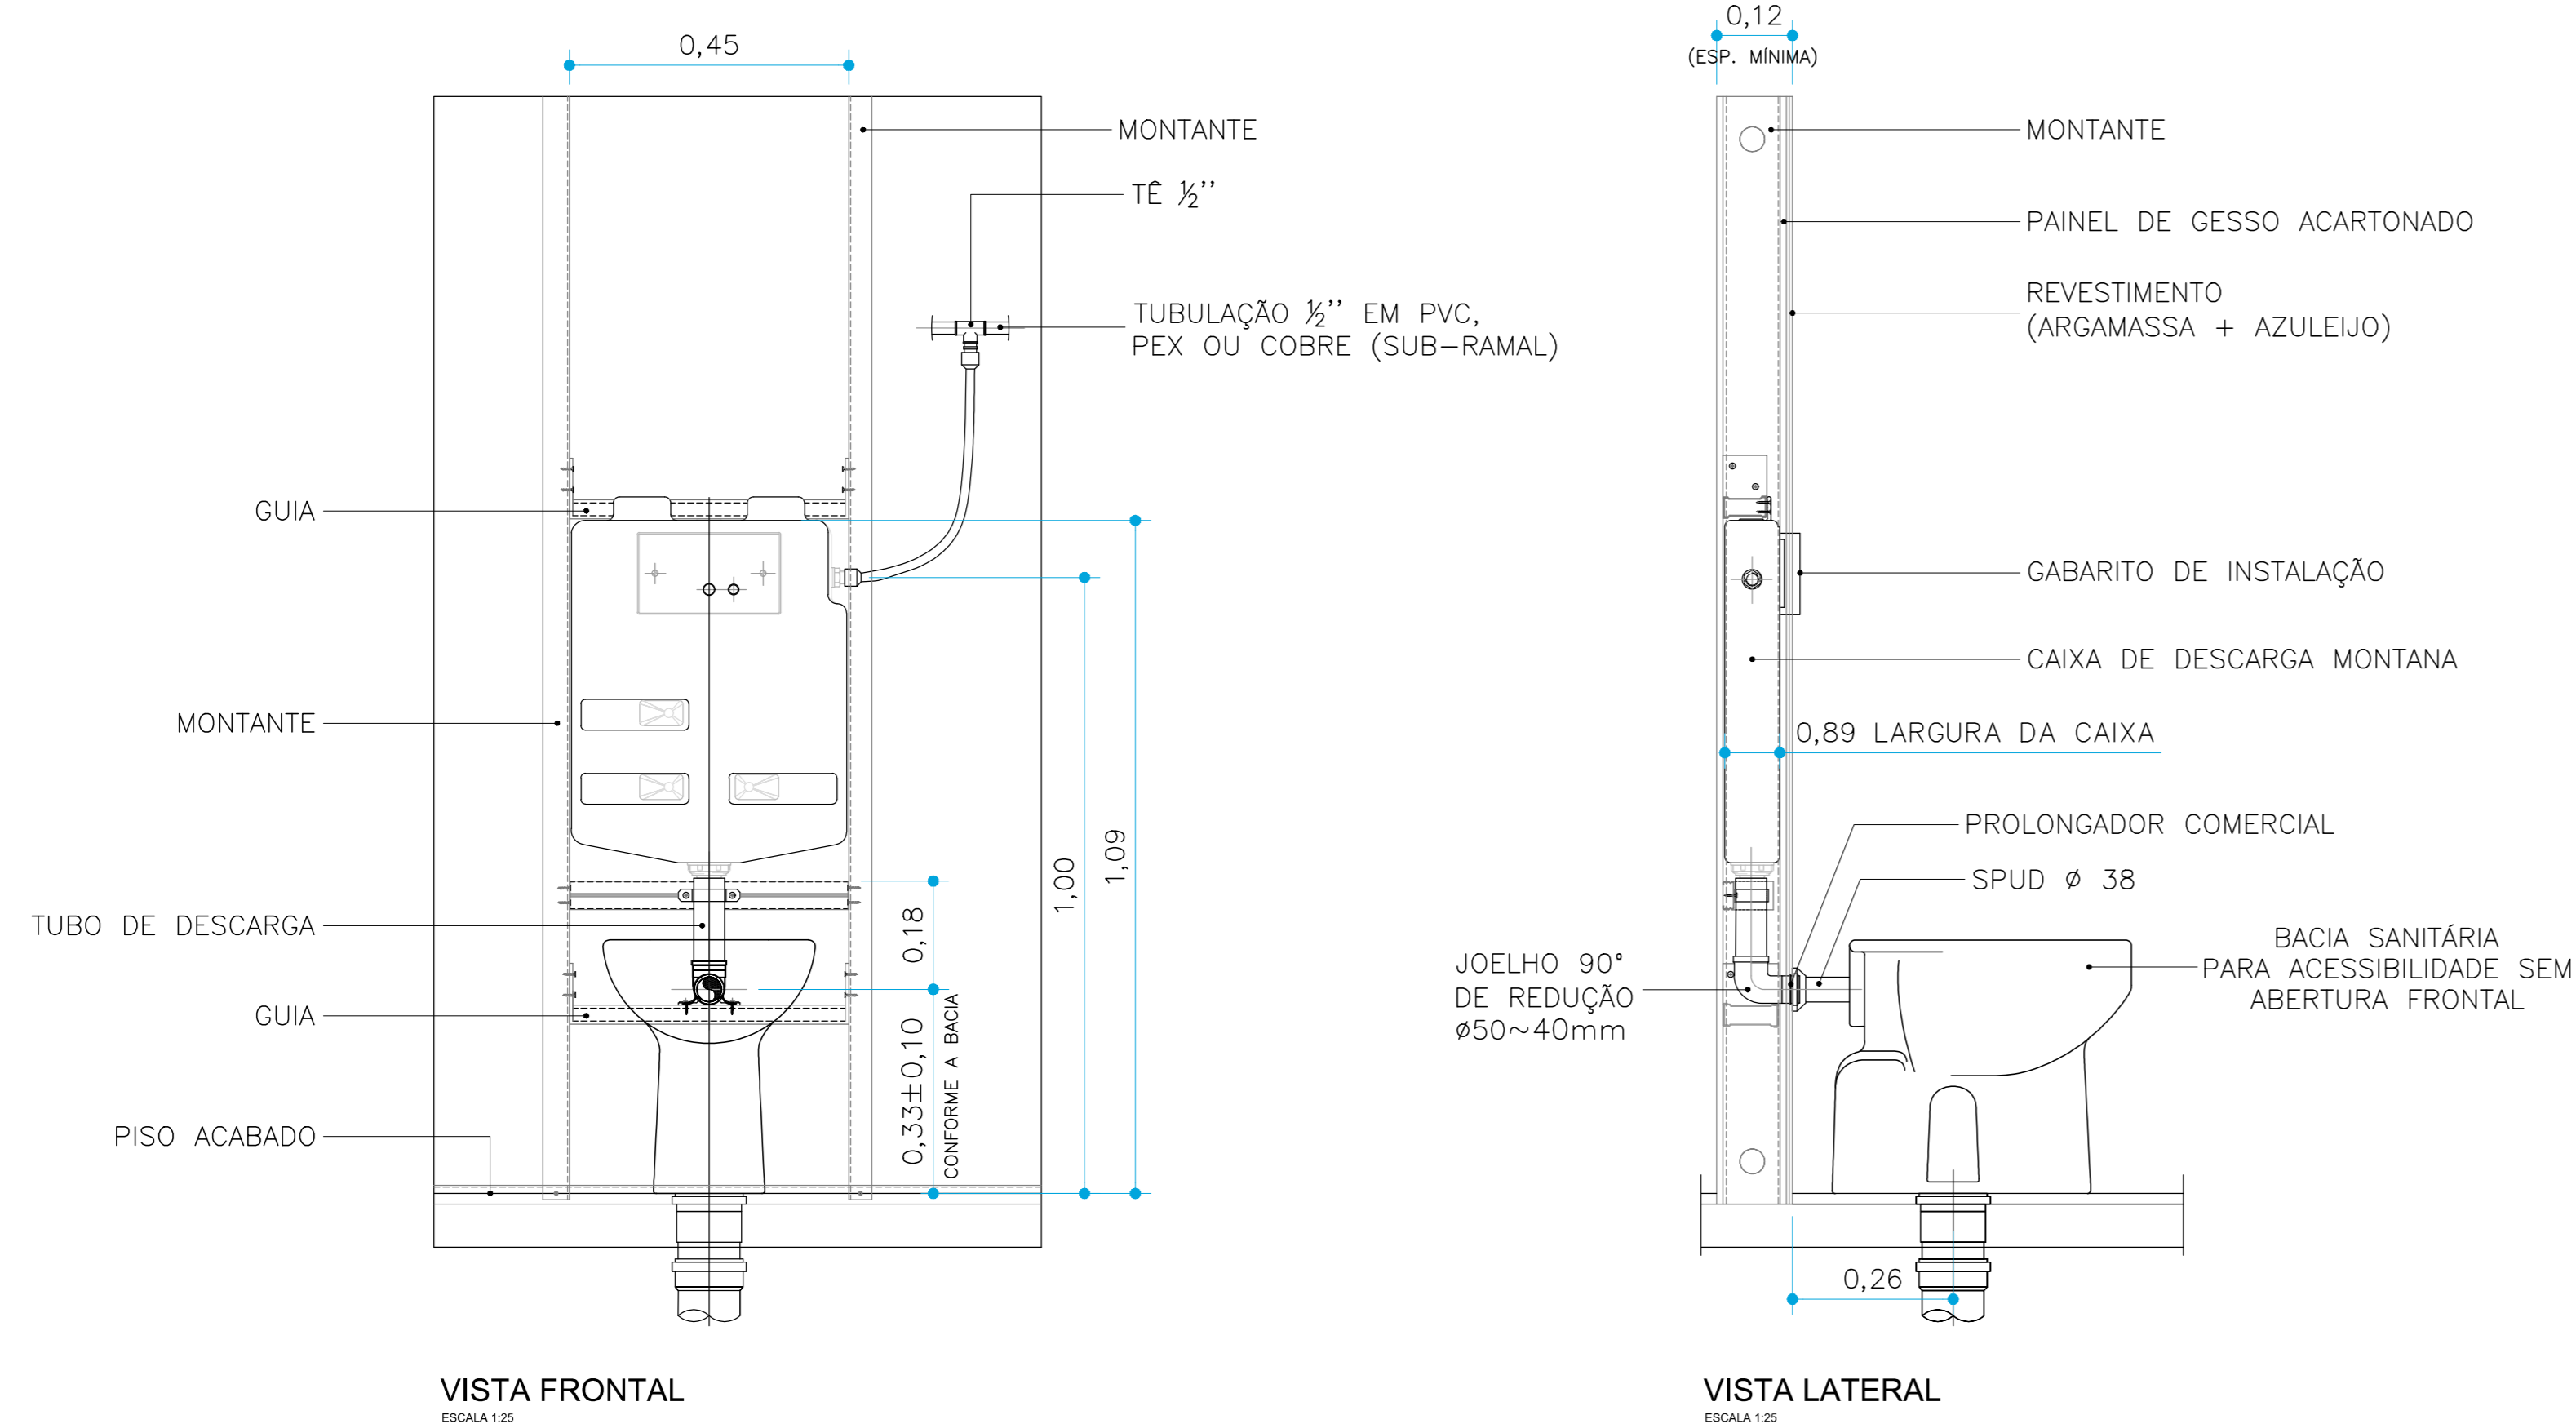 0,45
MONTANTE
TÊ ½’’
TUBULAÇÃO ½’’ EM PVC,
PEX OU COBRE (SUB-RAMAL)
GUIA
MONTANTE
TUBO DE DESCARGA
GUIA
PISO ACABADO
0,18
0,33±0,10
CONFORME A BACIA
1,00
1,09
VISTA FRONTAL
ESCALA 1:25
0,12
(ESP. MÍNIMA)
MONTANTE
PAINEL DE GESSO ACARTONADO
REVESTIMENTO
(ARGAMASSA + AZULEIJO)
GABARITO DE INSTALAÇÃO
CAIXA DE DESCARGA MONTANA
0,89 LARGURA DA CAIXA
PROLONGADOR COMERCIAL
SPUD Ø 38
BACIA SANITÁRIA
PARA ACESSIBILIDADE SEM
ABERTURA FRONTAL
JOELHO 90º
DE REDUÇÃO
Ø50~40mm
0,26
VISTA LATERAL
ESCALA 1:25